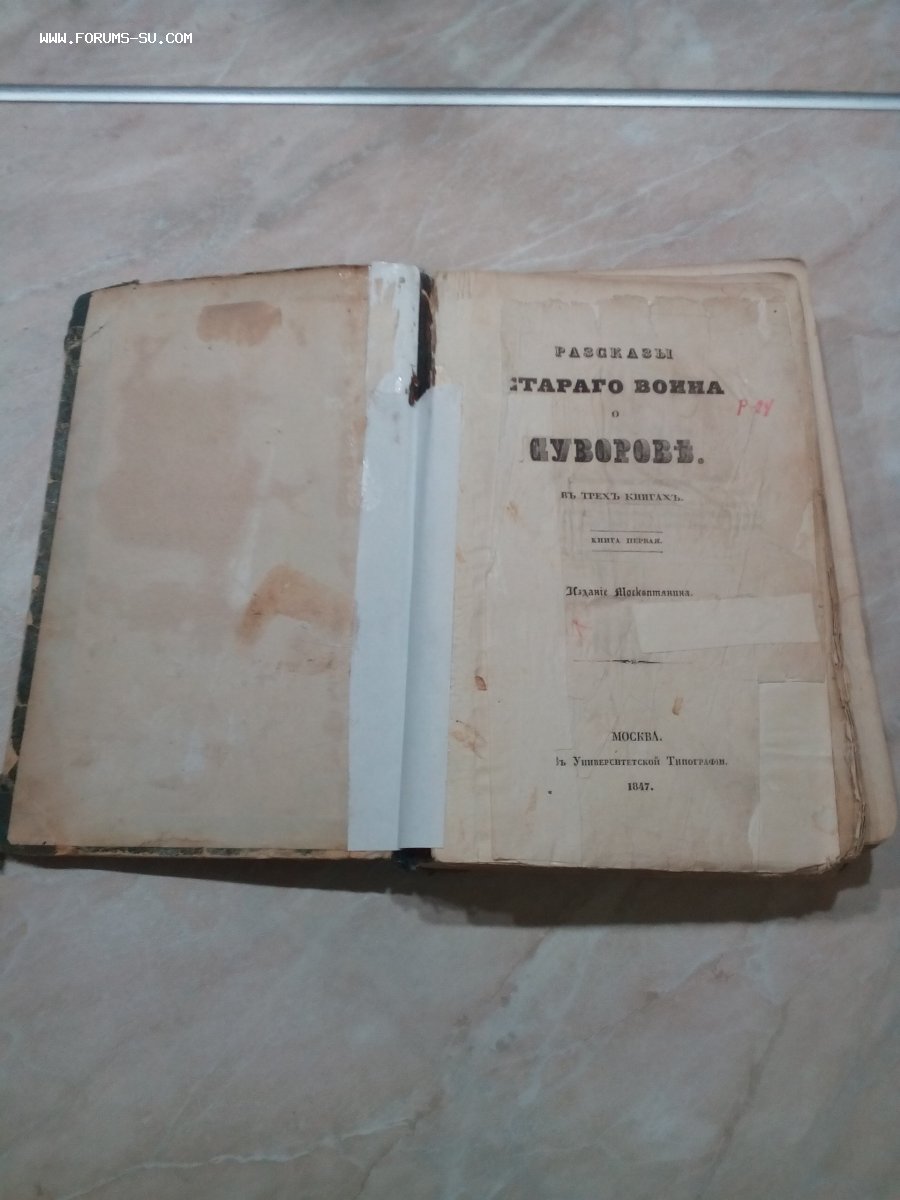 WWW.FORUMS-SU.COM
РАЗСКАЗЫ
СТАРАГО ВОИНА
О
СУВОРОВѢ.
ВЪ ТРЕХЪ КНИГАХЪ.
КНИГА ПЕРВАЯ.
Изданіе Москвитянина.
МОСКВА.
Въ Университетской Типографіи.
1847.